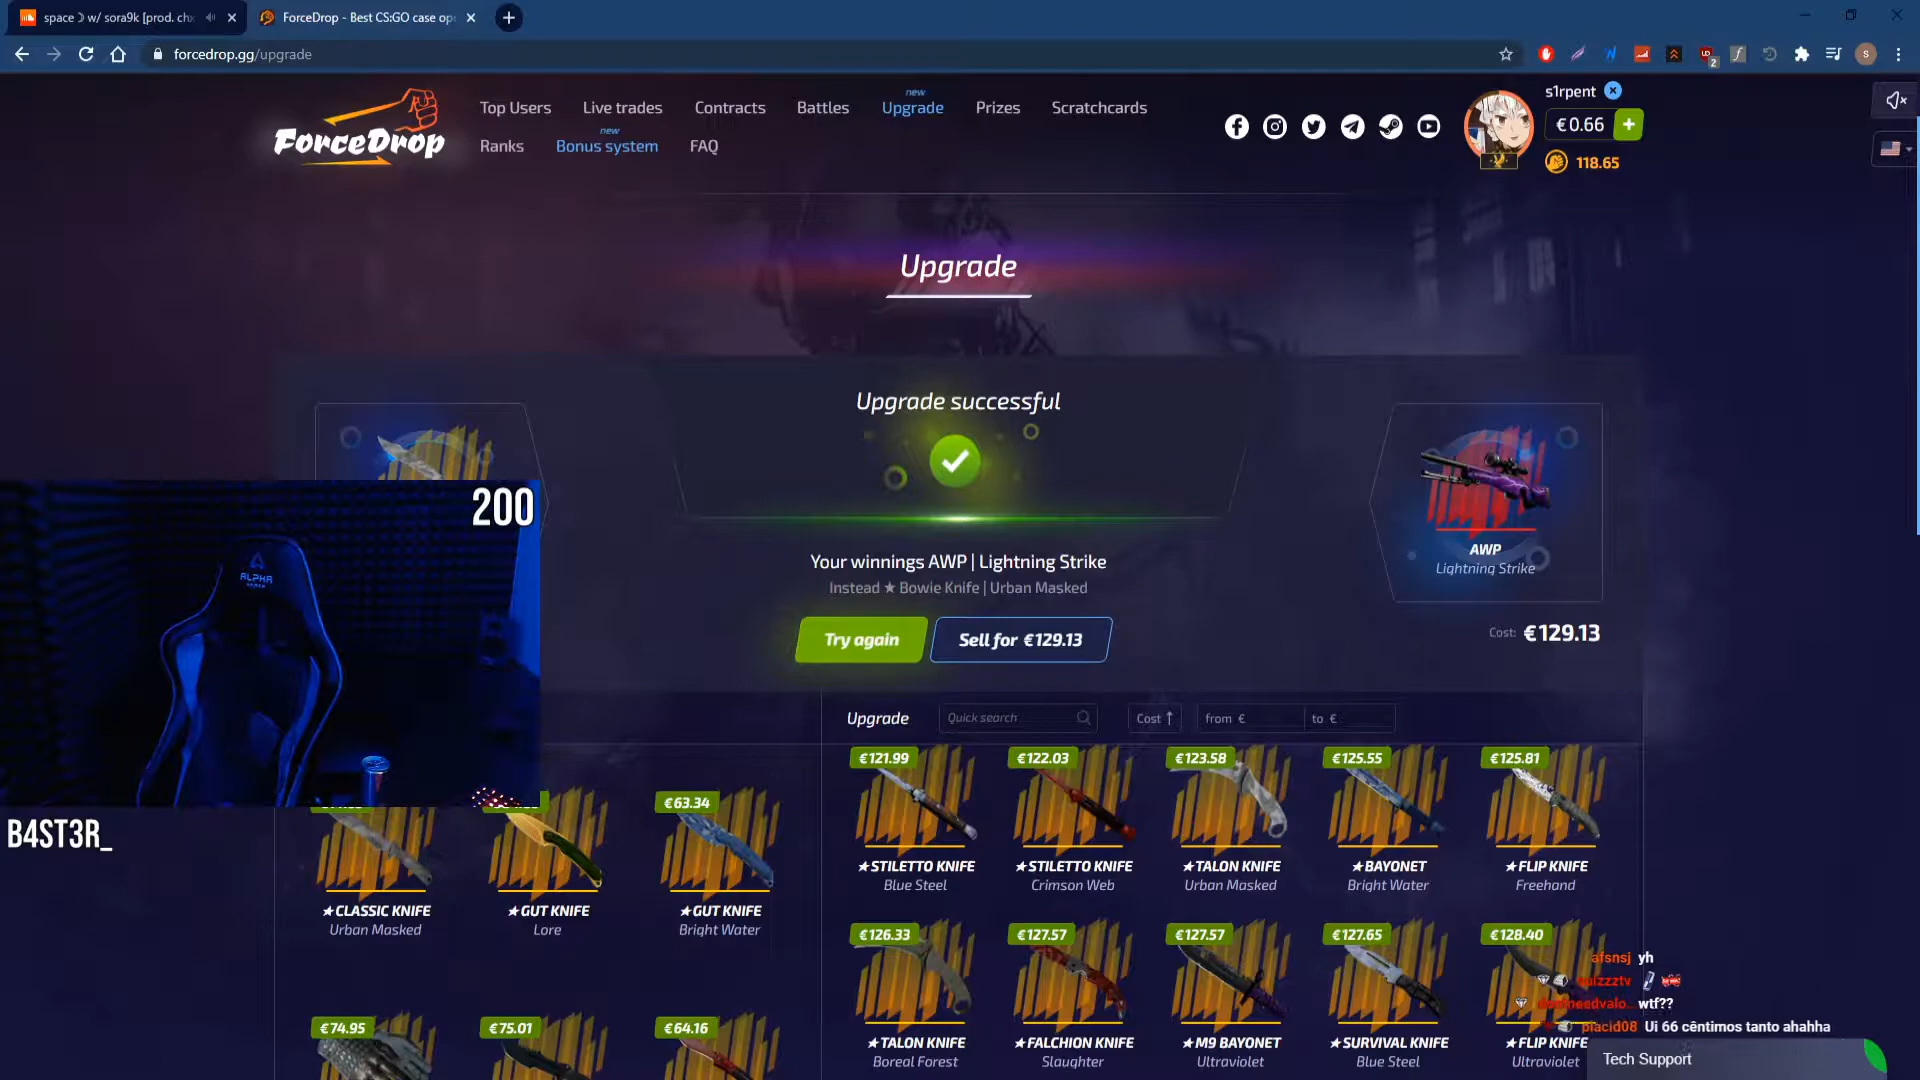 space ☽ w/ sora9k [prod. chx
ForceDrop - Best CS:GO case ope
forcedrop.gg/upgrade
ForceDrop
Top Users
Live trades
Contracts
Battles
new
Upgrade
Prizes
Scratchcards
Ranks
new
Bonus system
FAQ
s1rpent
€ 0.66
118.65
Upgrade
Upgrade successful
Your winnings AWP | Lightning Strike
Instead ★ Bowie Knife | Urban Masked
Try again
Sell for €129.13
AWP
Lightning Strike
Cost: €129.13
200
ALPHA
B4ST3R_
Upgrade
Quick search
Cost
from €
to €
€63.34
★ CLASSIC KNIFE
Urban Masked
★ GUT KNIFE
Lore
★ GUT KNIFE
Bright Water
€74.95
€75.01
€64.16
€121.99
★ STILETTO KNIFE
Blue Steel
€122.03
★ STILETTO KNIFE
Crimson Web
€123.58
★ TALON KNIFE
Urban Masked
€125.55
★ BAYONET
Bright Water
€125.81
★ FLIP KNIFE
Freehand
€126.33
★ TALON KNIFE
Boreal Forest
€127.57
★ FALCHION KNIFE
Slaughter
€127.57
★ M9 BAYONET
Ultraviolet
€127.65
★ SURVIVAL KNIFE
Blue Steel
€128.40
★ FLIP KNIFE
Ultraviolet
afsnsj yh
wtf??
placid08 Ui 66 cêntimos tanto ahahha
Tech Support